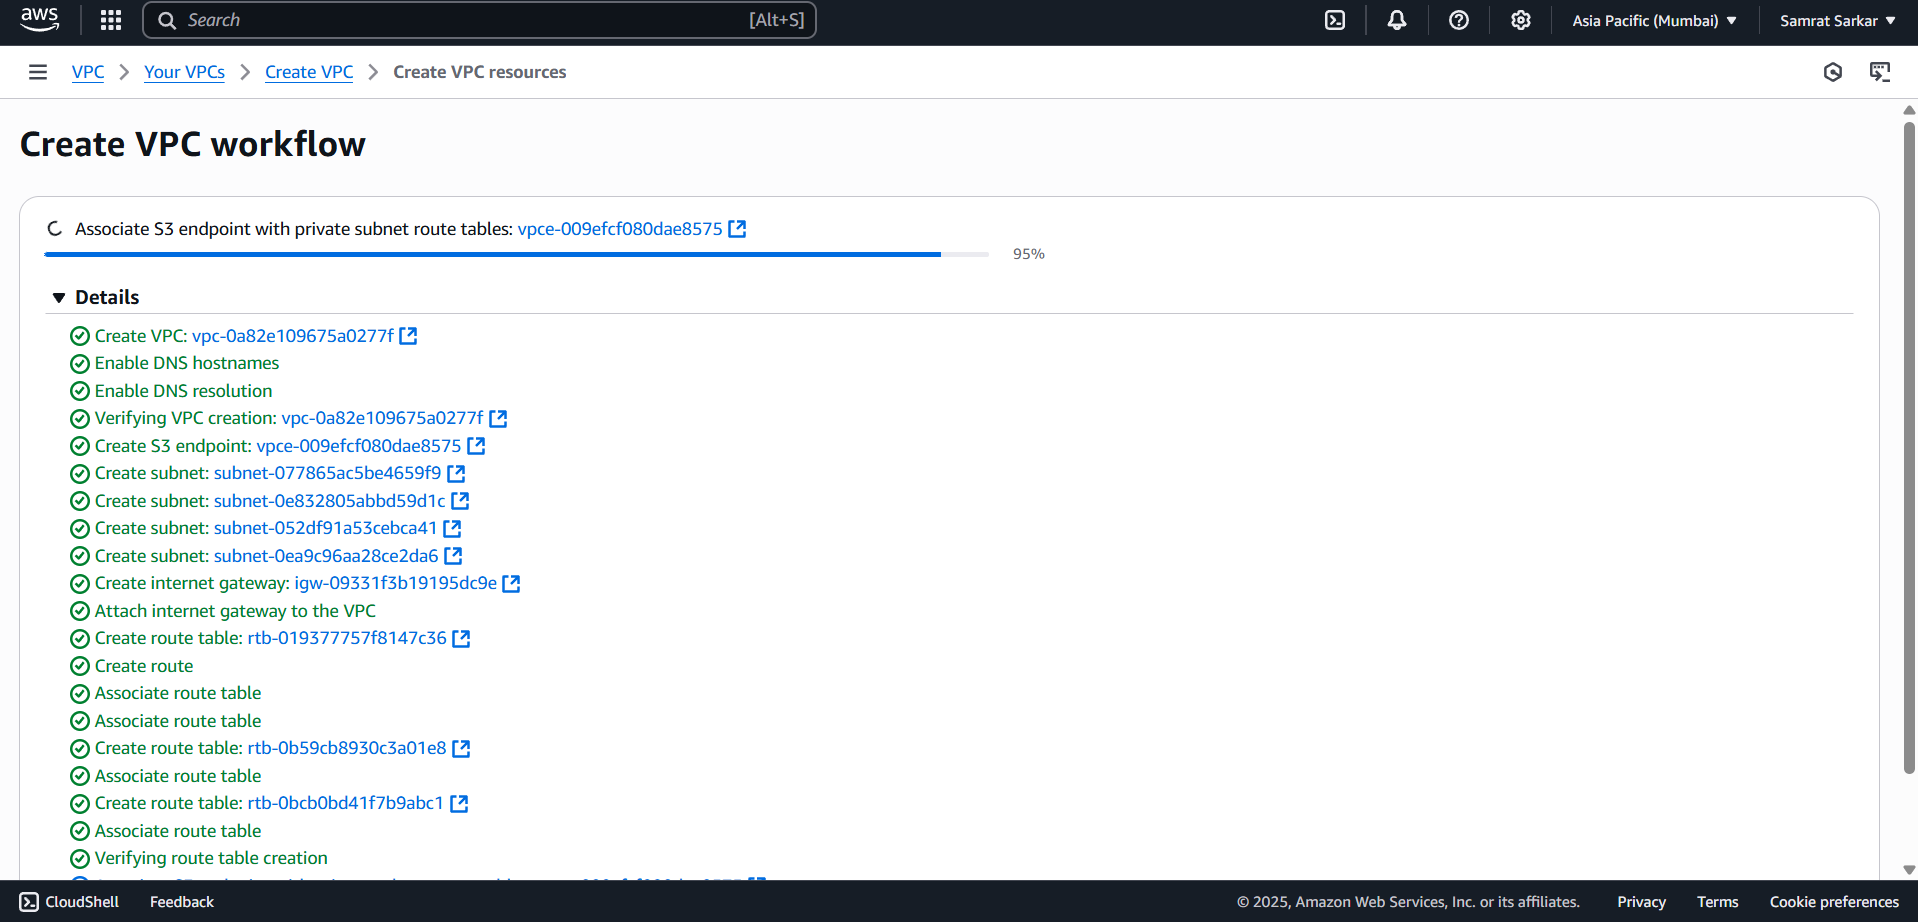 aws Search [Alt+S] Asia Pacific (Mumbai) Samrat Sarkar
VPC Your VPCs Create VPC Create VPC resources
Create VPC workflow
Associate S3 endpoint with private subnet route tables: vpce-009efcf080dae8575
95%
Details
Create VPC: vpc-0a82e109675a0277f
Enable DNS hostnames
Enable DNS resolution
Verifying VPC creation: vpc-0a82e109675a0277f
Create S3 endpoint: vpce-009efcf080dae8575
Create subnet: subnet-077865ac5be4659f9
Create subnet: subnet-0e832805abbd59d1c
Create subnet: subnet-052df91a53cebca41
Create subnet: subnet-0ea9c96aa28ce2da6
Create internet gateway: igw-09331f3b19195dc9e
Attach internet gateway to the VPC
Create route table: rtb-019377757f8147c36
Create route
Associate route table
Associate route table
Create route table: rtb-0b59cb8930c3a01e8
Associate route table
Create route table: rtb-0bcb0bd41f7b9abc1
Associate route table
Verifying route table creation
CloudShell Feedback © 2025, Amazon Web Services, Inc. or its affiliates. Privacy Terms Cookie preferences